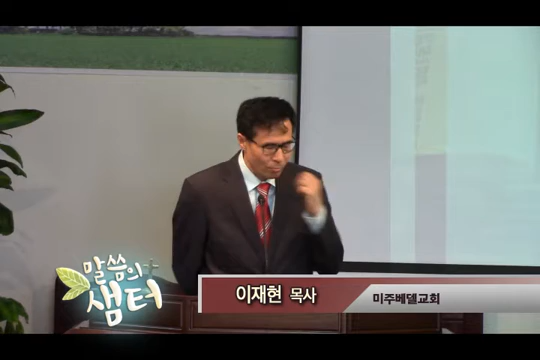 말씀의
샘터
이재현 목사
미주베델교회